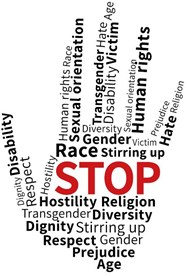 Human rights Race
Sexual orientation
Transgender Hate
Disability Age
Victim
Sexual orientation
Human rights
Prejudice
Hate Religion
Disability
Dignity
Respect
Hostility
Diversity
Age Gender Victim
Race Stirring up
STOP
Hostility Religion
Transgender Diversity
Dignity Stirring up
Respect Gender
Prejudice
Age